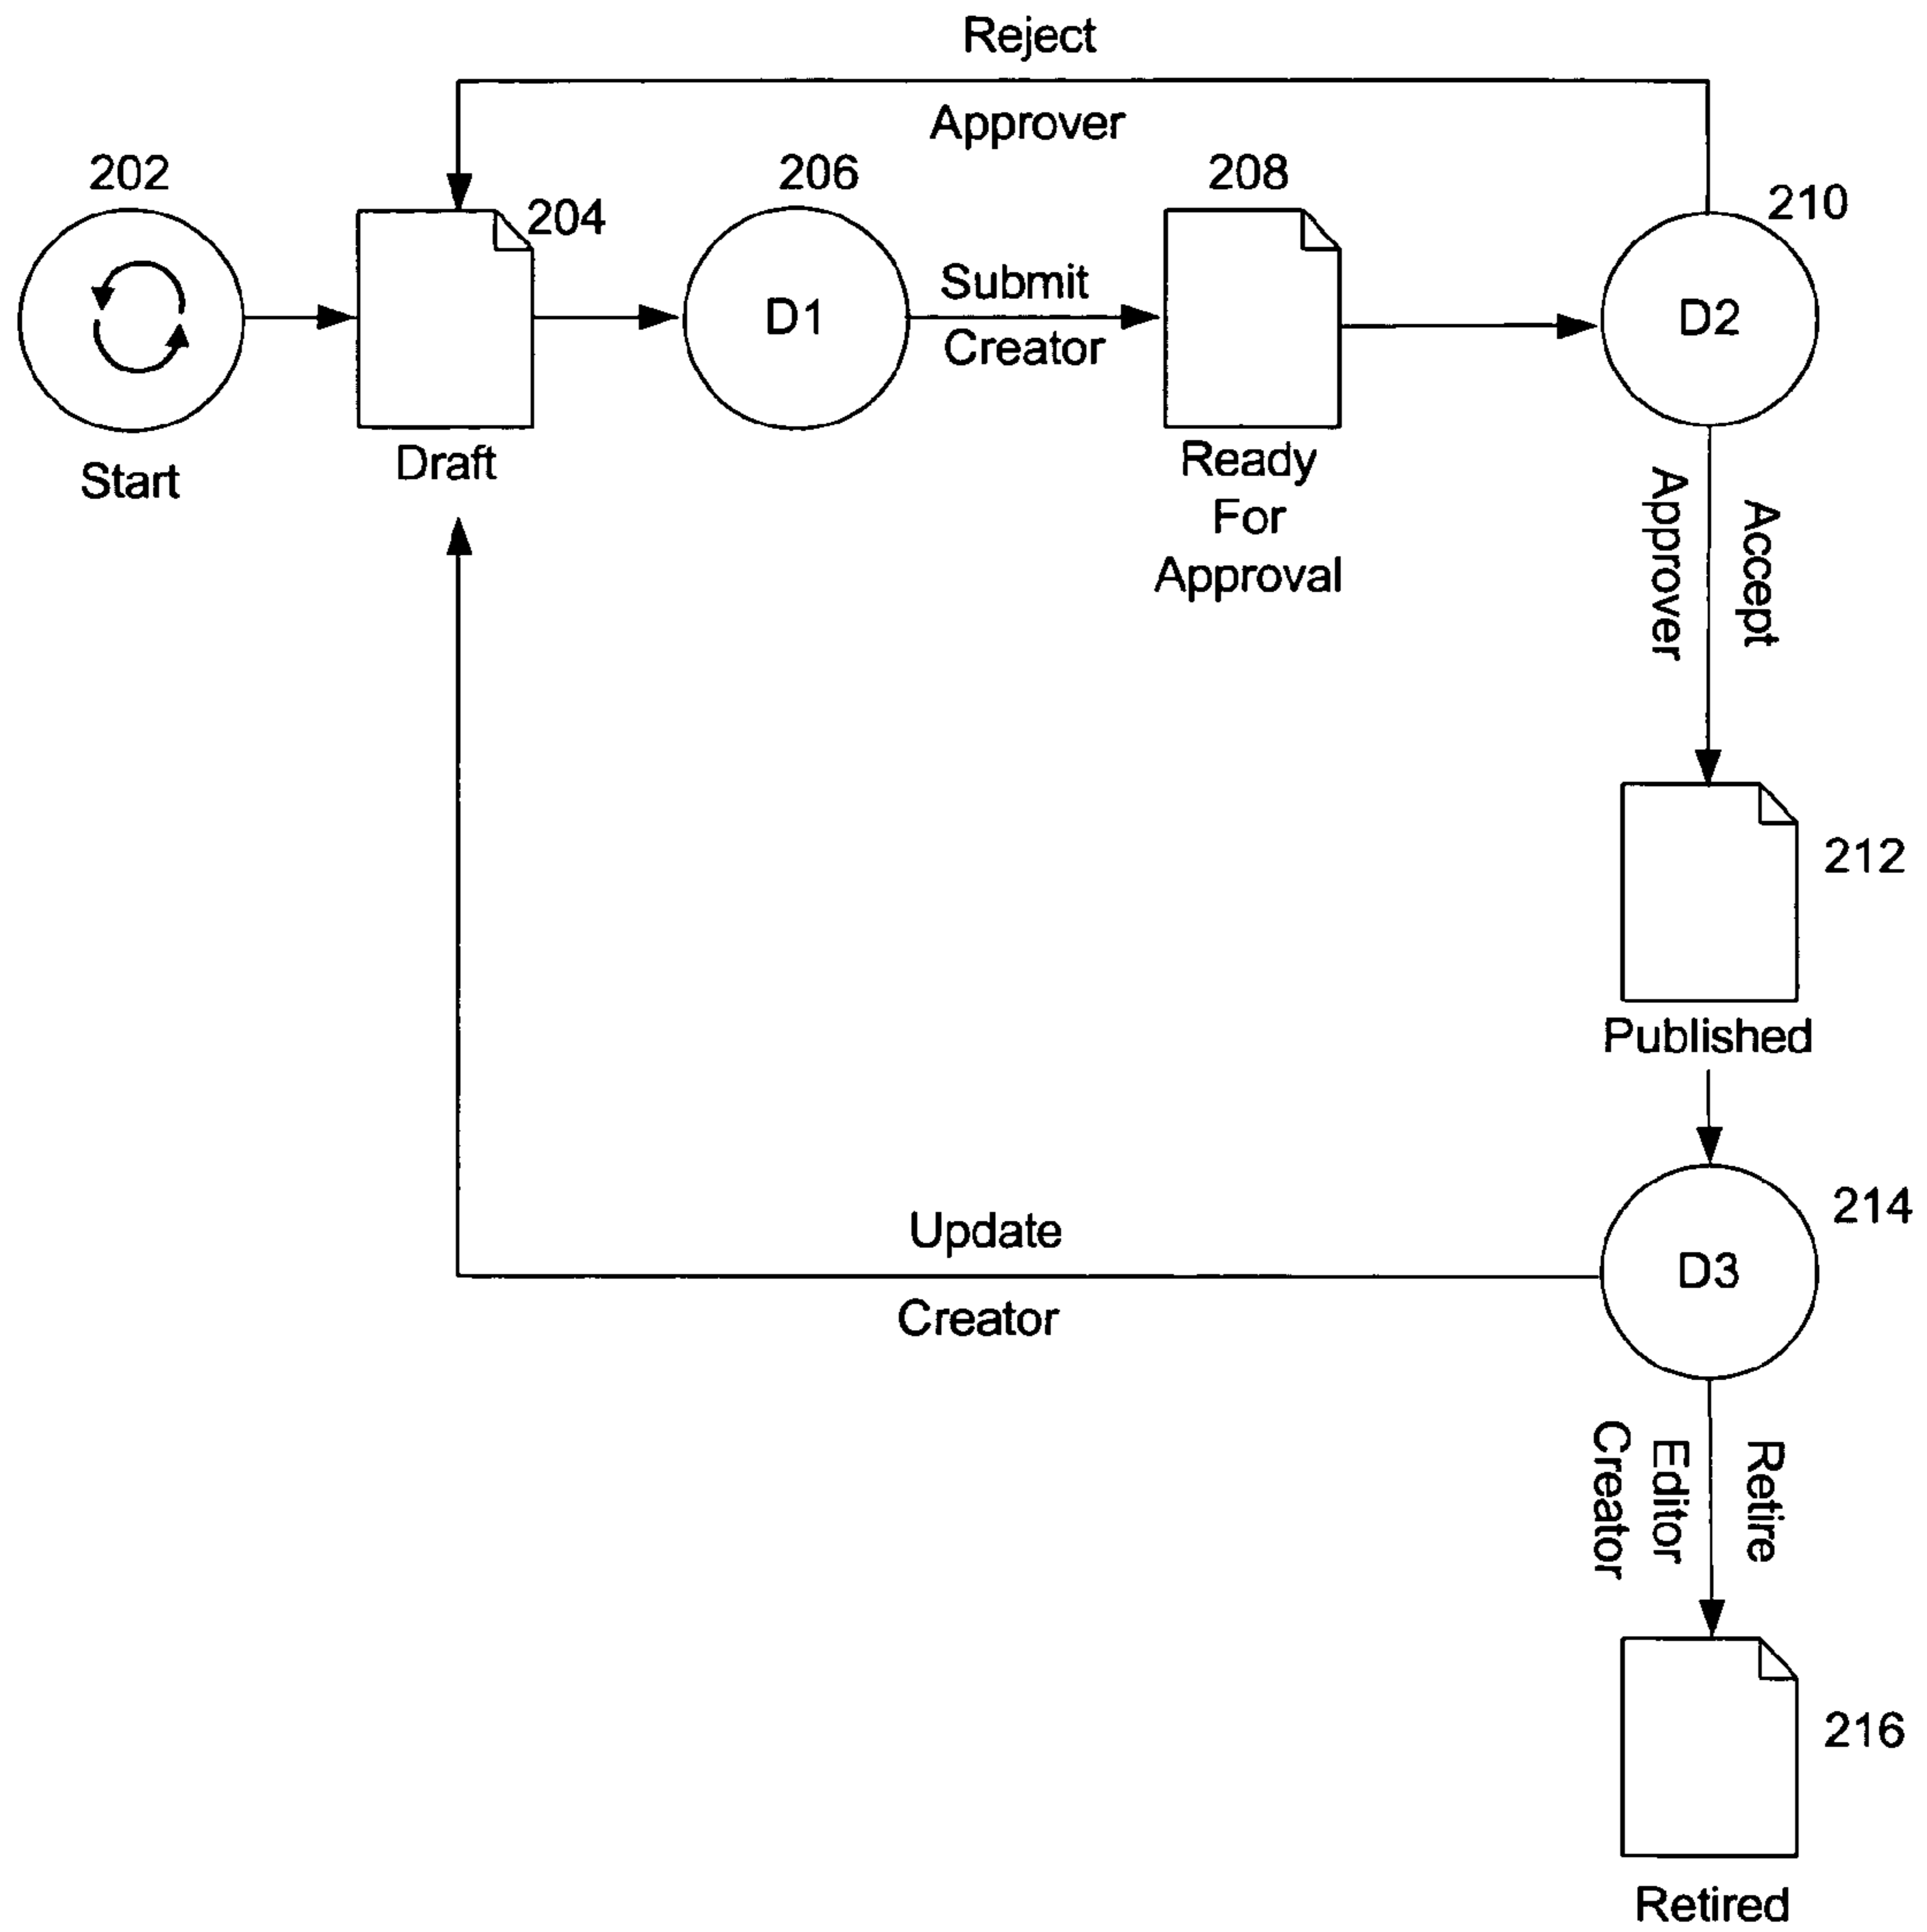 Reject
Approver
202
204
206
208
210
D1
Submit
Creator
D2
Start
Draft
Ready
For
Approval
Accept
Approver
212
Published
214
D3
Update
Creator
Retire
Editor
Creator
216
Retired